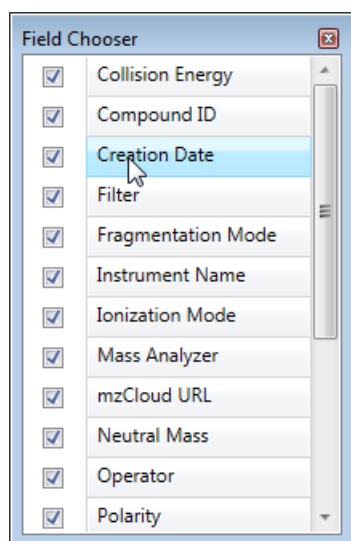 Field Chooser
Collision Energy
Compound ID
Creation Date
Filter
Fragmentation Mode
Instrument Name
Ionization Mode
Mass Analyzer
mzCloud URL
Neutral Mass
Operator
Polarity